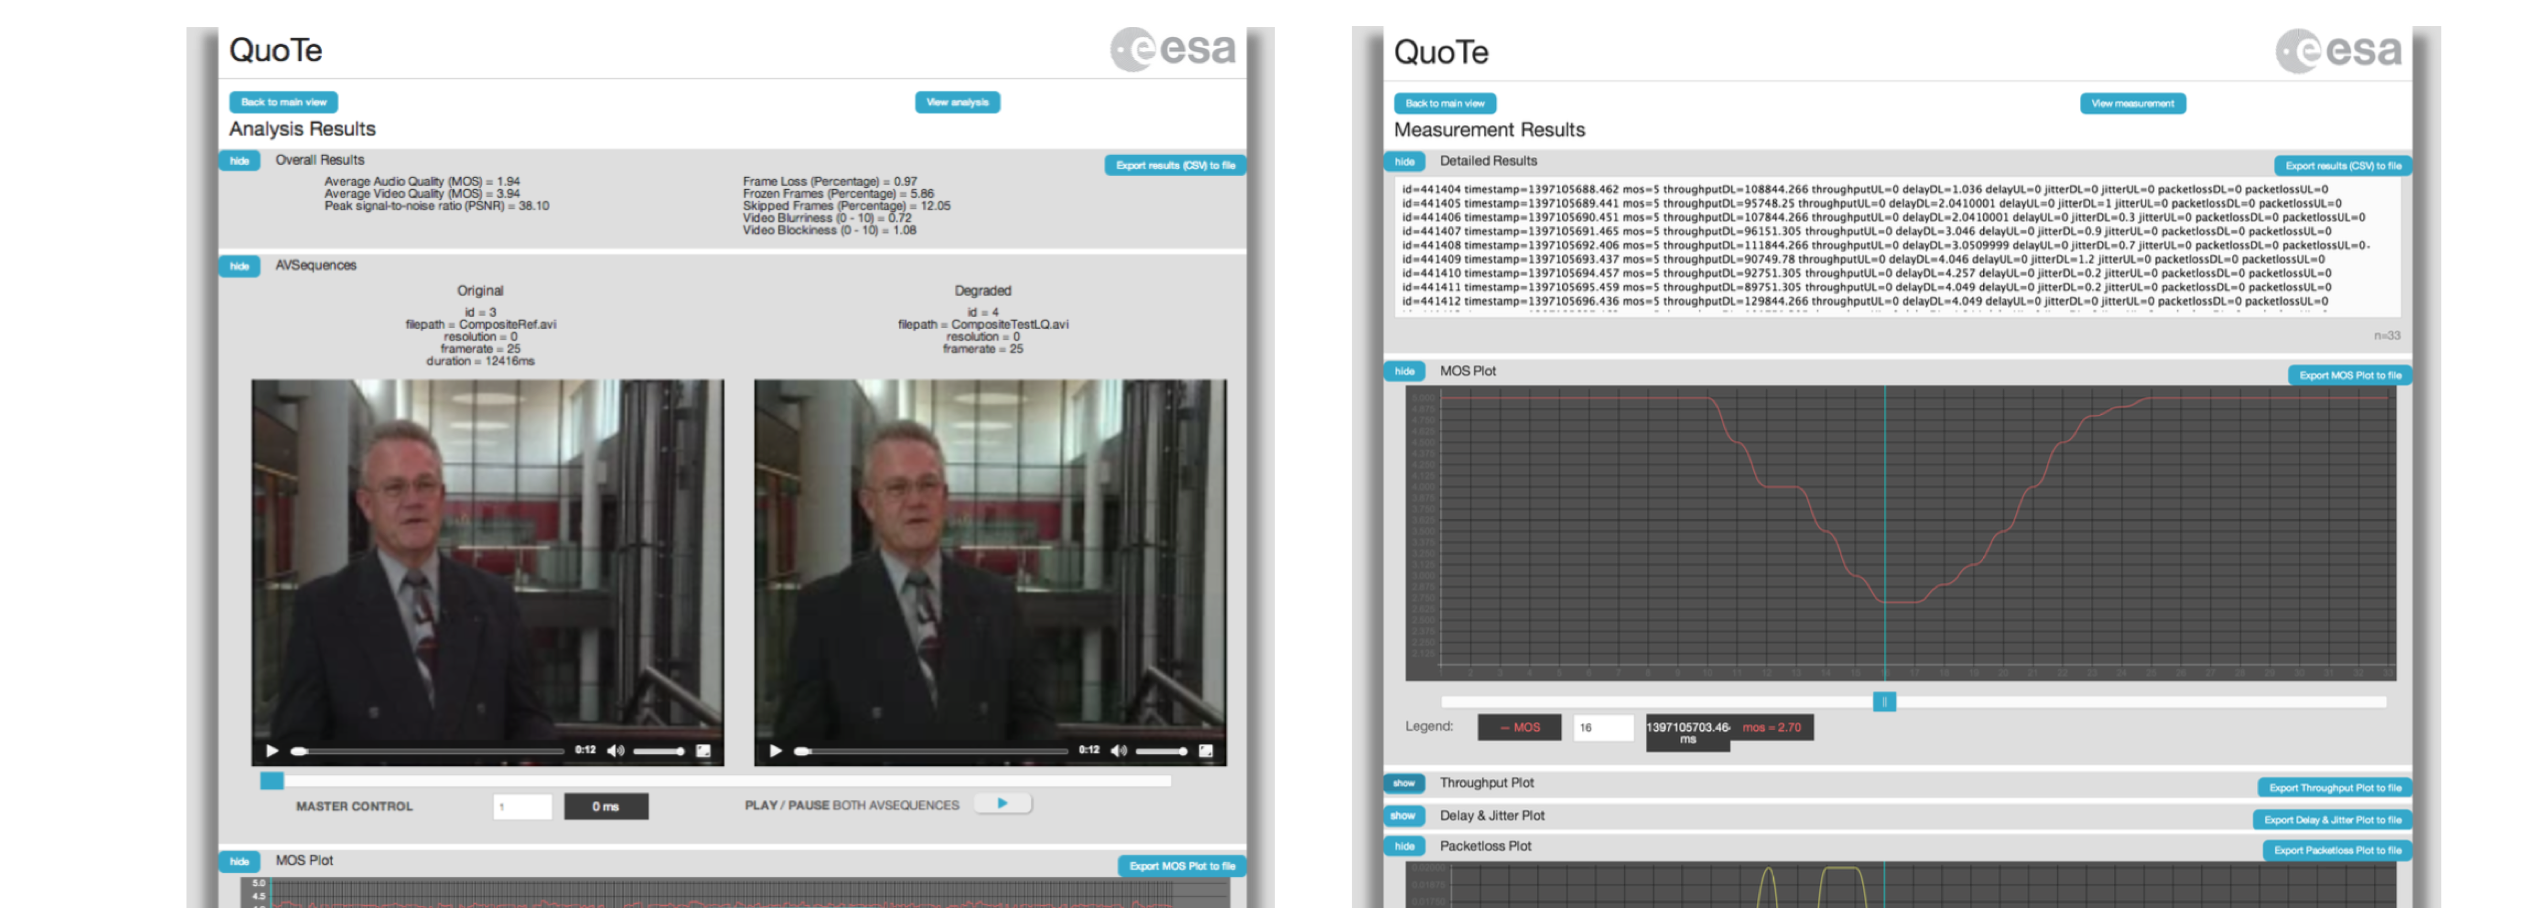 QuoTe
esa
Back to main view
View analysis
Analysis Results
hide
Overall Results
Export results (CSV) to file
Average Audio Quality (MOS) = 1.94
Average Video Quality (MOS) = 3.94
Peak signal-to-noise ratio (PSNR) = 38.10
Frame Loss (Percentage) = 0.97
Frozen Frames (Percentage) = 5.86
Skipped Frames (Percentage) = 12.05
Video Blurriness (0 - 10) = 0.72
Video Blockiness (0 - 10) = 1.08
hide
AVSequences
Original
id = 3
filepath = CompositeRef.avi
resolution = 0
framerate = 25
duration = 12416ms
Degraded
id = 4
filepath = CompositeTestLQ.avi
resolution = 0
framerate = 25
0:12
0:12
MASTER CONTROL
1
0 ms
PLAY / PAUSE BOTH AVSEQUENCES
hide
MOS Plot
Export MOS Plot to file
5.0
4.5
QuoTe
esa
Back to main view
View measurement
Measurement Results
hide
Detailed Results
Export results (CSV) to file
id=441404 timestamp=1397105688.462 mos=5 throughputDL=108844.266 throughputUL=0 delayDL=1.036 delayUL=0 jitterDL=0 jitterUL=0 packetlossDL=0 packetlossUL=0
id=441405 timestamp=1397105689.441 mos=5 throughputDL=95748.25 throughputUL=0 delayDL=2.0410001 delayUL=0 jitterDL=1 jitterUL=0 packetlossDL=0 packetlossUL=0
id=441406 timestamp=1397105690.451 mos=5 throughputDL=107844.266 throughputUL=0 delayDL=2.0410001 delayUL=0 jitterDL=0.3 jitterUL=0 packetlossDL=0 packetlossUL=0
id=441407 timestamp=1397105691.465 mos=5 throughputDL=96151.305 throughputUL=0 delayDL=3.046 delayUL=0 jitterDL=0.9 jitterUL=0 packetlossDL=0 packetlossUL=0
id=441408 timestamp=1397105692.406 mos=5 throughputDL=111844.266 throughputUL=0 delayDL=3.0509999 delayUL=0 jitterDL=0.7 jitterUL=0 packetlossDL=0 packetlossUL=0
id=441409 timestamp=1397105693.437 mos=5 throughputDL=90749.78 throughputUL=0 delayDL=4.046 delayUL=0 jitterDL=1.2 jitterUL=0 packetlossDL=0 packetlossUL=0
id=441410 timestamp=1397105694.457 mos=5 throughputDL=92751.305 throughputUL=0 delayDL=4.257 delayUL=0 jitterDL=0.2 jitterUL=0 packetlossDL=0 packetlossUL=0
id=441411 timestamp=1397105695.459 mos=5 throughputDL=89751.305 throughputUL=0 delayDL=4.049 delayUL=0 jitterDL=0.2 jitterUL=0 packetlossDL=0 packetlossUL=0
id=441412 timestamp=1397105696.436 mos=5 throughputDL=129844.266 throughputUL=0 delayDL=4.049 delayUL=0 jitterDL=0 jitterUL=0 packetlossDL=0 packetlossUL=0
n=33
hide
MOS Plot
Export MOS Plot to file
Legend:
— MOS
16
1397105703.46
ms
mos = 2.70
show
Throughput Plot
Export Throughput Plot to file
show
Delay & Jitter Plot
Export Delay & Jitter Plot to file
hide
Packetloss Plot
Export Packetloss Plot to file